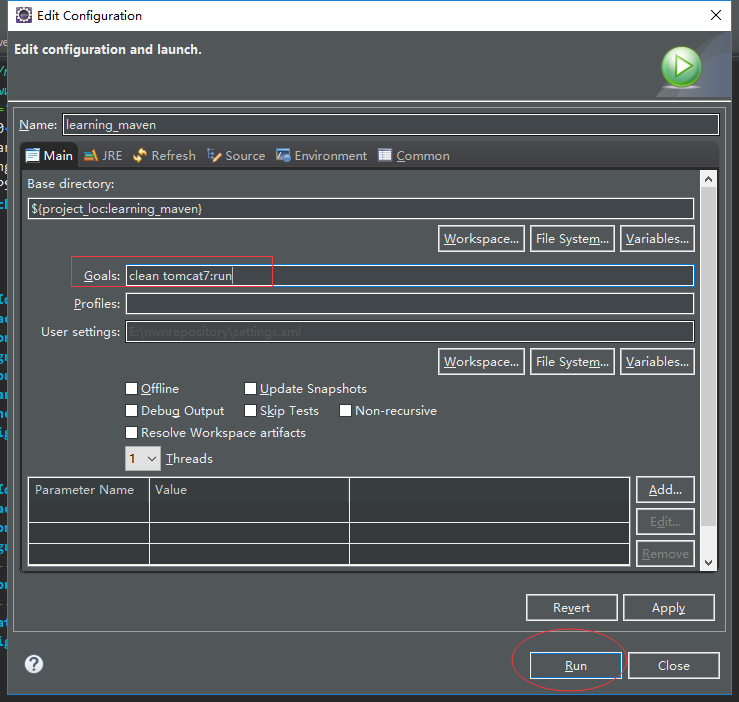 Edit Configuration
Edit configuration and launch.
Name: learning_maven
Main JRE Refresh Source Environment Common
Base directory:
${project_loc:learning_maven}
Workspace... File System... Variables...
Goals: clean tomcat7:run
Profiles:
User settings: E:\mvnrepository\settings.xml
Workspace... File System... Variables...
Offline Update Snapshots
Debug Output Skip Tests Non-recursive
Resolve Workspace artifacts
1 Threads
Parameter Name Value
Add...
Edit...
Remove
Revert Apply
? Run Close